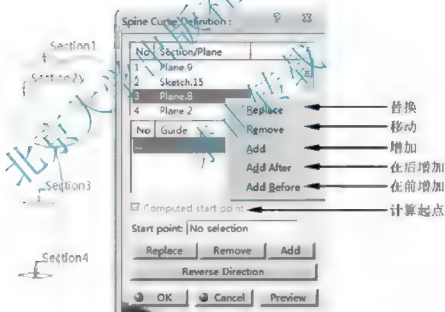 Spine Curve Definition :
Section1
No Section/Plane
1 Plane.9
2 Sketch.15
3 Plane.8
4 Plane 2
No Guide
...
Replace
Remove
Add
Add After
Add Before
替换
移动
增加
在后增加
在前增加
计算起点
Section3
Section4
Computed start point
Start point: No selection
Replace Remove Add
Reverse Direction
OK Cancel Preview